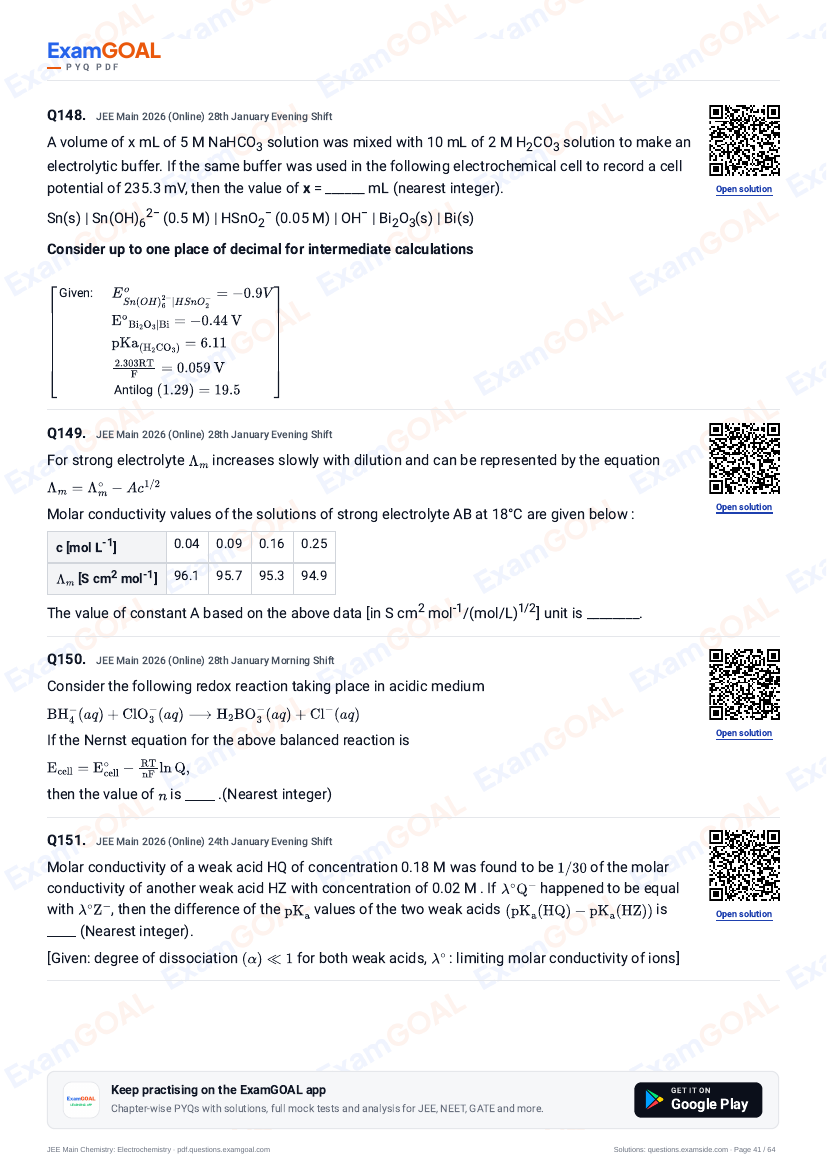 ExamGOAL
PYQ PDF
Q148. JEE Main 2026 (Online) 28th January Evening Shift
A volume of x mL of 5 M NaHCO3 solution was mixed with 10 mL of 2 M H2CO3 solution to make an
electrolytic buffer. If the same buffer was used in the following electrochemical cell to record a cell
potential of 235.3 mV, then the value of x = ______ mL (nearest integer).
Sn(s) | Sn(OH)6^2− (0.5 M) | HSnO2^− (0.05 M) | OH^− | Bi2O3(s) | Bi(s)
Consider up to one place of decimal for intermediate calculations
Given: E^o Sn(OH)6^2−|HSnO2^− = −0.9V
E^o Bi2O3|Bi = −0.44 V
pKa(H2CO3) = 6.11
2.303RT/F = 0.059 V
Antilog (1.29) = 19.5
Open solution
Q149. JEE Main 2026 (Online) 28th January Evening Shift
For strong electrolyte Λm increases slowly with dilution and can be represented by the equation
Λm = Λ°m − Ac^1/2
Molar conductivity values of the solutions of strong electrolyte AB at 18°C are given below :
c [mol L^-1] 0.04 0.09 0.16 0.25
Λm [S cm^2 mol^-1] 96.1 95.7 95.3 94.9
The value of constant A based on the above data [in S cm^2 mol^-1/(mol/L)^1/2] unit is ________.
Open solution
Q150. JEE Main 2026 (Online) 28th January Morning Shift
Consider the following redox reaction taking place in acidic medium
BH4^−(aq) + ClO3^−(aq) ⟶ H2BO3^−(aq) + Cl^−(aq)
If the Nernst equation for the above balanced reaction is
Ecell = E°cell − RT/nF ln Q,
then the value of n is ____ .(Nearest integer)
Open solution
Q151. JEE Main 2026 (Online) 24th January Evening Shift
Molar conductivity of a weak acid HQ of concentration 0.18 M was found to be 1/30 of the molar
conductivity of another weak acid HZ with concentration of 0.02 M . If λ°Q^− happened to be equal
with λ°Z^−, then the difference of the pKa values of the two weak acids (pKa(HQ) − pKa(HZ)) is
____ (Nearest integer).
[Given: degree of dissociation (α) ≪ 1 for both weak acids, λ° : limiting molar conductivity of ions]
Open solution
Keep practising on the ExamGOAL app
Chapter-wise PYQs with solutions, full mock tests and analysis for JEE, NEET, GATE and more.
GET IT ON
Google Play
JEE Main Chemistry: Electrochemistry · pdf.questions.examgoal.com
Solutions: questions.examside.com · Page 41 / 64